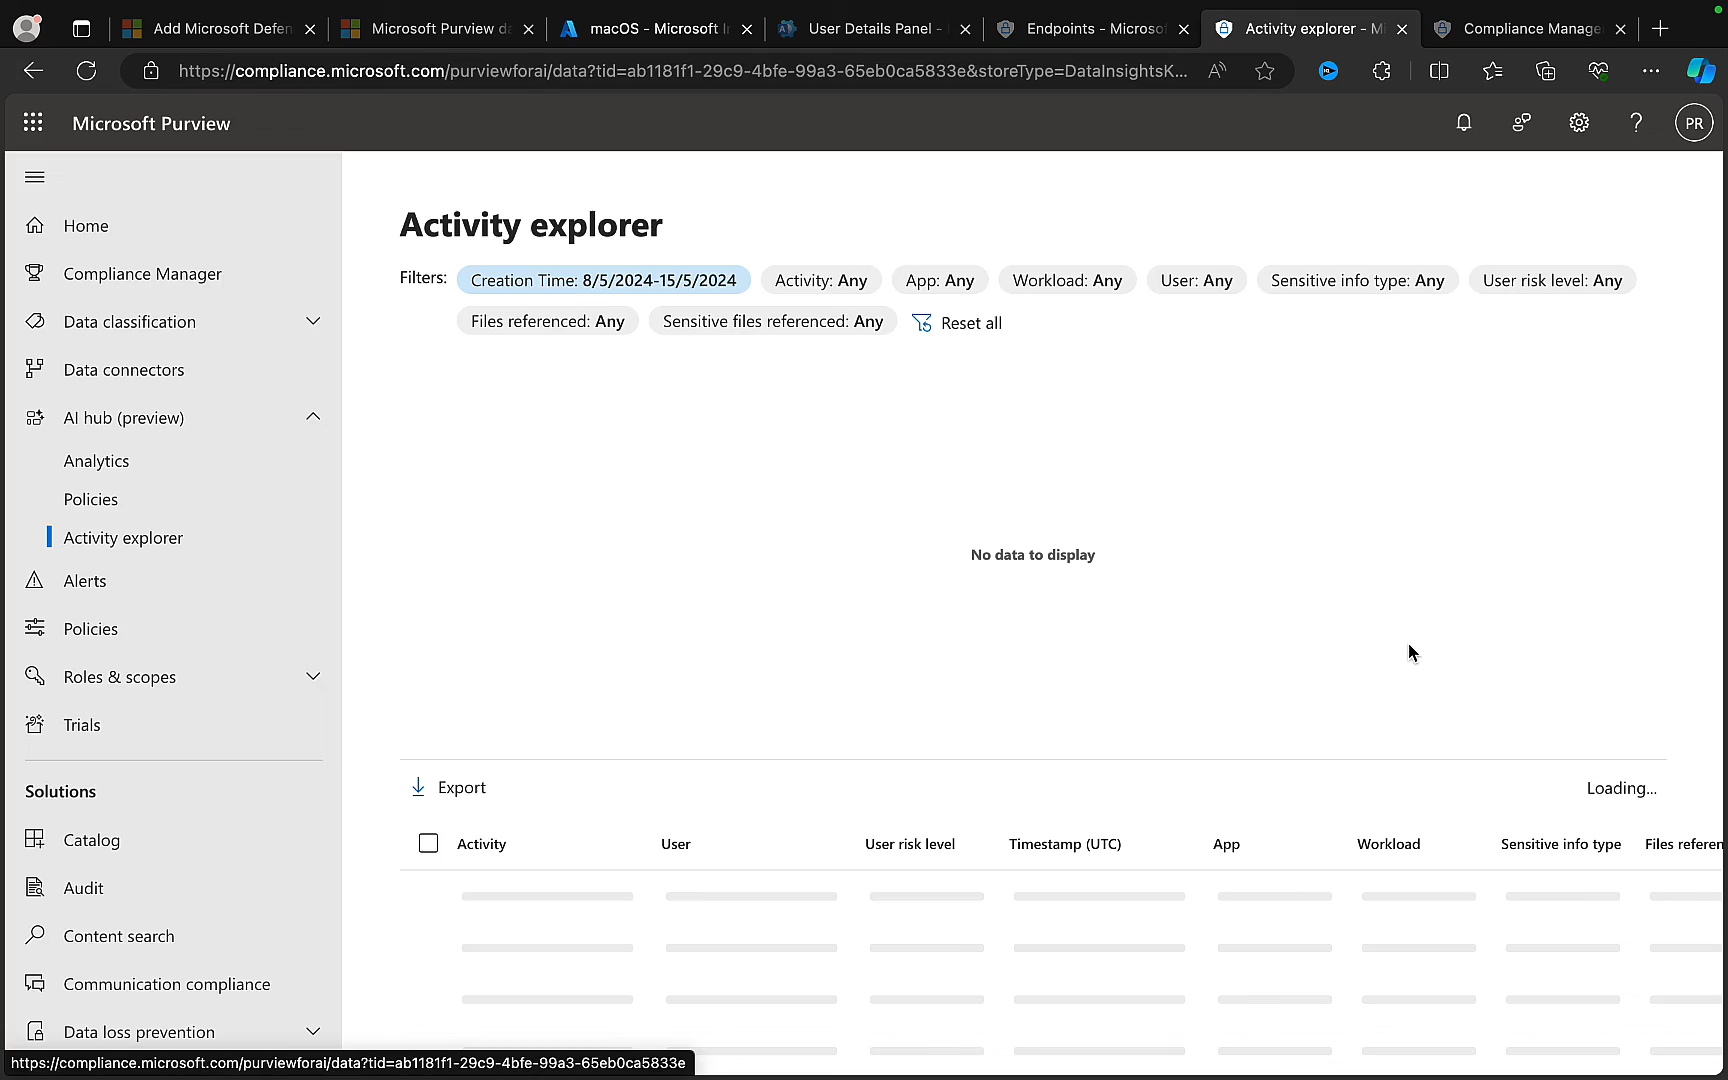 Add Microsoft Defen
Microsoft Purview da
macOS - Microsoft I
User Details Panel -
Endpoints - Microso
Activity explorer - M
Compliance Manage
https://compliance.microsoft.com/purviewforai/data?tid=ab1181f1-29c9-4bfe-99a3-65eb0ca5833e&storeType=DataInsightsK...
Microsoft Purview
PR
Home
Compliance Manager
Data classification
Data connectors
AI hub (preview)
Analytics
Policies
Activity explorer
Alerts
Policies
Roles & scopes
Trials
Solutions
Catalog
Audit
Content search
Communication compliance
Data loss prevention
Activity explorer
Filters: Creation Time: 8/5/2024-15/5/2024 Activity: Any App: Any Workload: Any User: Any Sensitive info type: Any User risk level: Any
Files referenced: Any Sensitive files referenced: Any Reset all
No data to display
Export Loading...
Activity User User risk level Timestamp (UTC) App Workload Sensitive info type Files referen
https://compliance.microsoft.com/purviewforai/data?tid=ab1181f1-29c9-4bfe-99a3-65eb0ca5833e